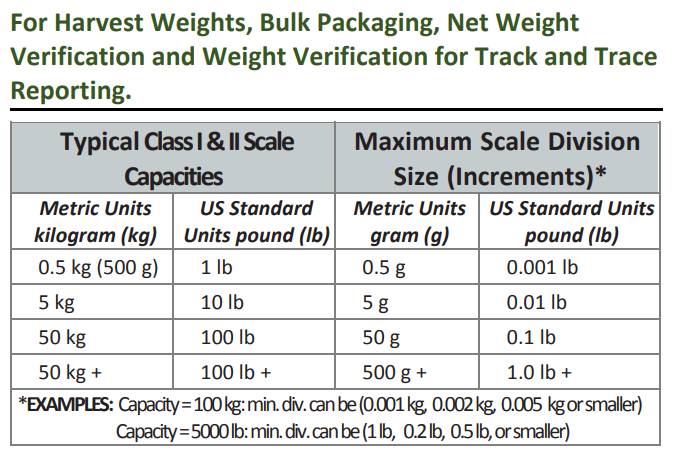 For Harvest Weights, Bulk Packaging, Net Weight
Verification and Weight Verification for Track and Trace
Reporting.
Typical Class I & II Scale Capacities
Maximum Scale Division Size (Increments)*
Metric Units kilogram (kg)
US Standard Units pound (lb)
Metric Units gram (g)
US Standard Units pound (lb)
0.5 kg (500 g) 1 lb 0.5 g 0.001 lb
5 kg 10 lb 5 g 0.01 lb
50 kg 100 lb 50 g 0.1 lb
50 kg + 100 lb + 500 g + 1.0 lb +
*EXAMPLES: Capacity = 100 kg: min. div. can be (0.001 kg, 0.002 kg, 0.005 kg or smaller)
Capacity = 5000 lb: min. div. can be (1 lb, 0.2 lb, 0.5 lb, or smaller)